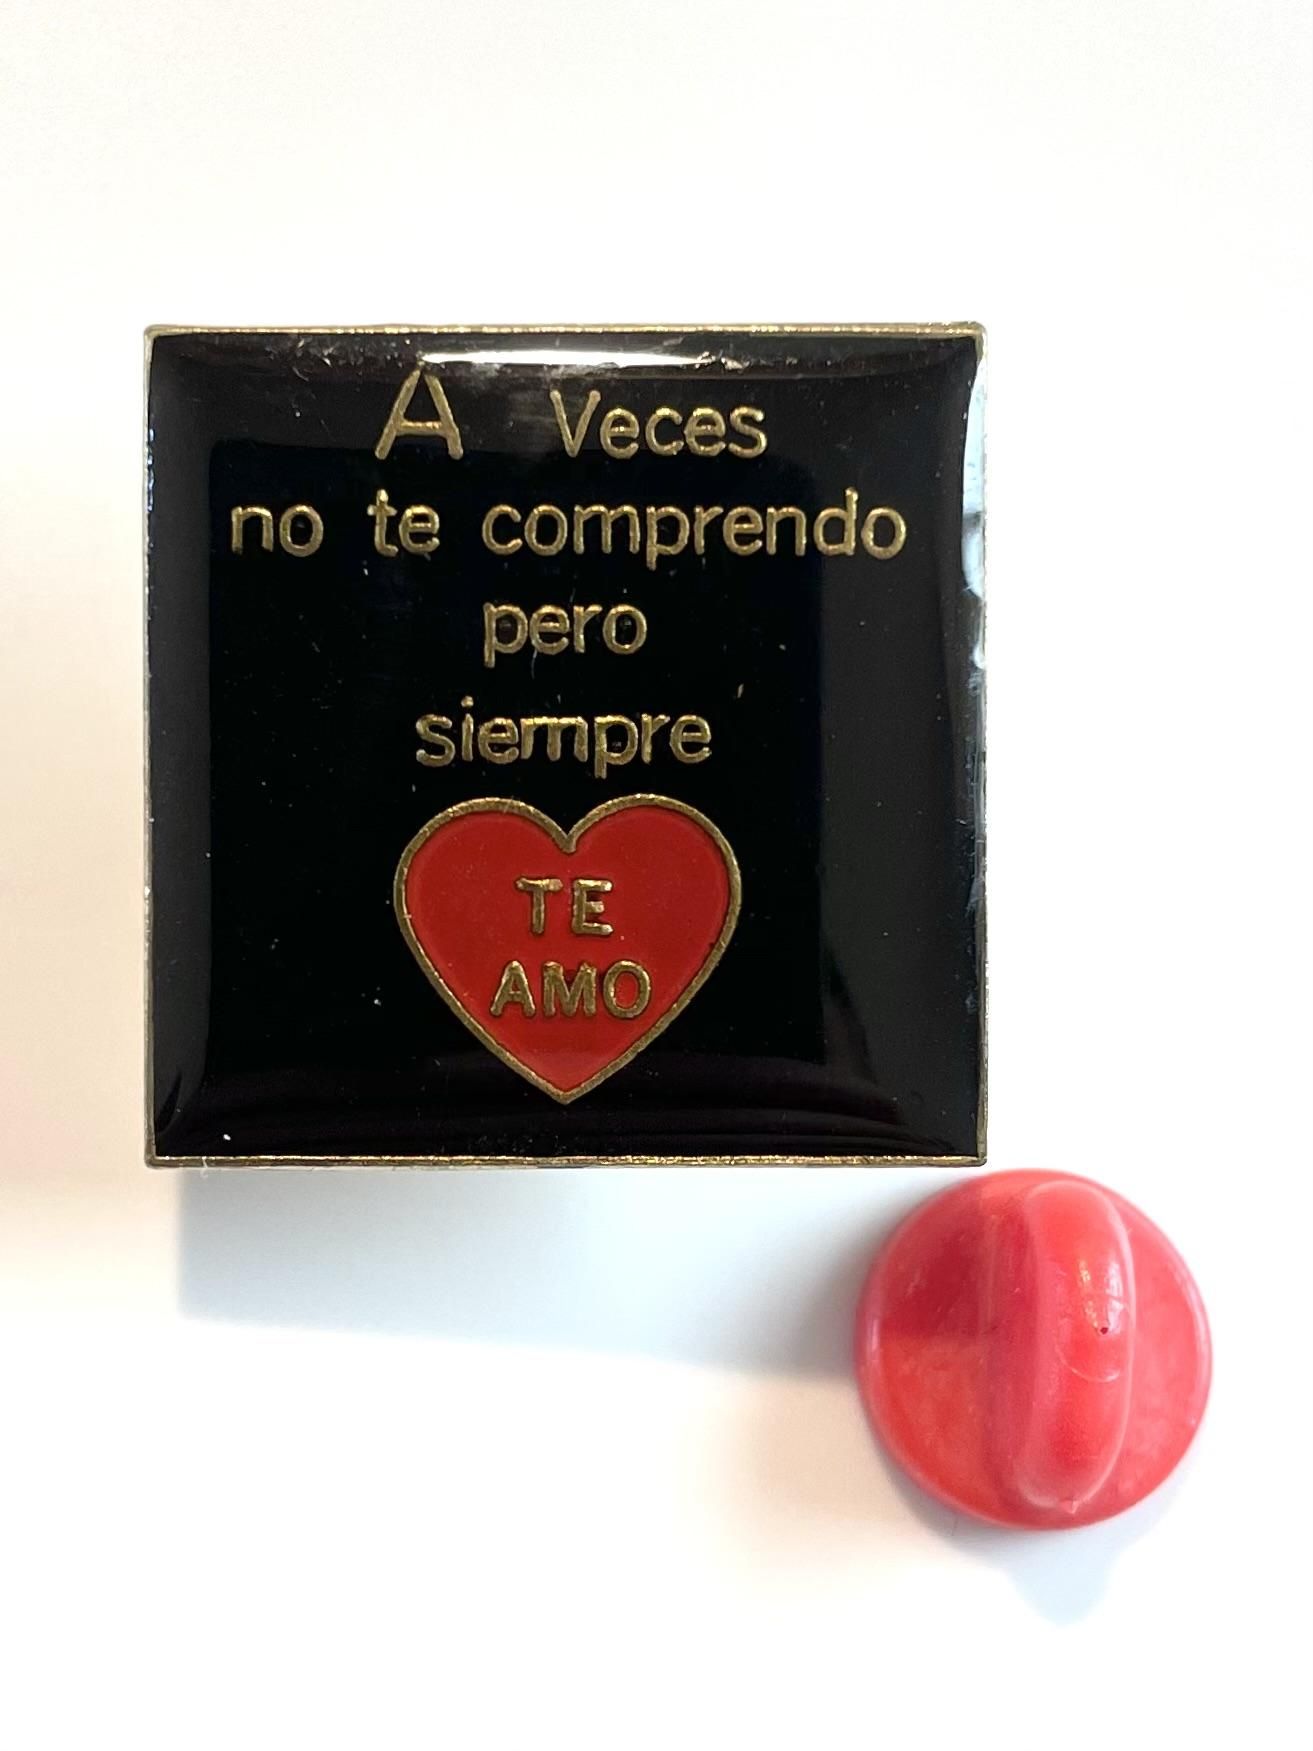 A Veces
no te comprendo
pero
siempre
TE
AMO